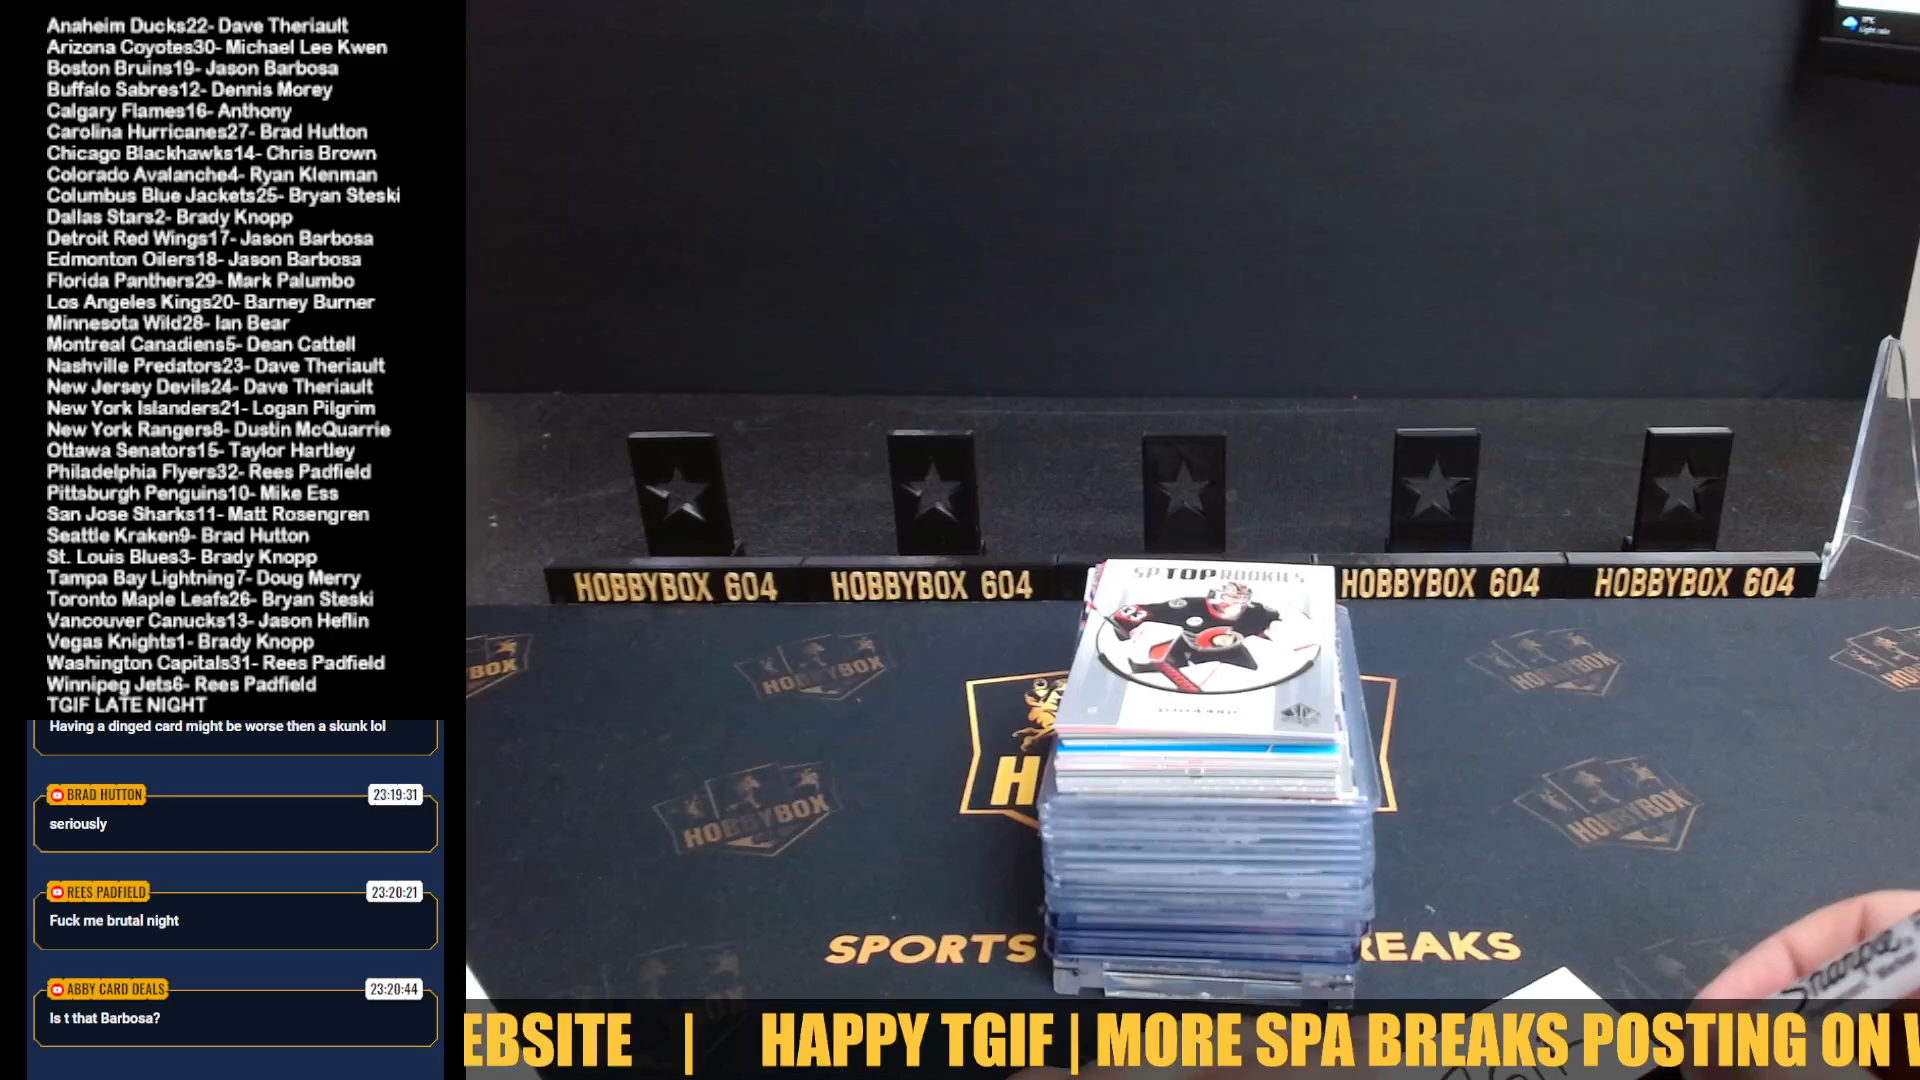 Anaheim Ducks22- Dave Theriault
Arizona Coyotes30- Michael Lee Kwen
Boston Bruins19- Jason Barbosa
Buffalo Sabres12- Dennis Morey
Calgary Flames16- Anthony
Carolina Hurricanes27- Brad Hutton
Chicago Blackhawks14- Chris Brown
Colorado Avalanche4- Ryan Klenman
Columbus Blue Jackets25- Bryan Steski
Dallas Stars2- Brady Knopp
Detroit Red Wings17- Jason Barbosa
Edmonton Oilers18- Jason Barbosa
Florida Panthers29- Mark Palumbo
Los Angeles Kings20- Barney Burner
Minnesota Wild28- Ian Bear
Montreal Canadiens5- Dean Cattell
Nashville Predators23- Dave Theriault
New Jersey Devils24- Dave Theriault
New York Islanders21- Logan Pilgrim
New York Rangers8- Dustin McQuarrie
Ottawa Senators15- Taylor Hartley
Philadelphia Flyers32- Rees Padfield
Pittsburgh Penguins10- Mike Ess
San Jose Sharks11- Matt Rosengren
Seattle Kraken9- Brad Hutton
St. Louis Blues3- Brady Knopp
Tampa Bay Lightning7- Doug Merry
Toronto Maple Leafs26- Bryan Steski
Vancouver Canucks13- Jason Heflin
Vegas Knights1- Brady Knopp
Washington Capitals31- Rees Padfield
Winnipeg Jets6- Rees Padfield
TGIF LATE NIGHT
Having a dinged card might be worse then a skunk lol
BRAD HUTTON 23:19:31
seriously
REES PADFIELD 23:20:21
Fuck me brutal night
ABBY CARD DEALS 23:20:44
Is t that Barbosa?
Light rain
HOBBYBOX 604 HOBBYBOX 604 HOBBYBOX 604 HOBBYBOX 604
SP TOP ROOKIES
33
HOBBYBOX HOBBYBOX
HOBBYBOX HOBBYBOX
H
SPORTS REAKS
Sharpie
EBSITE | HAPPY TGIF | MORE SPA BREAKS POSTING ON W